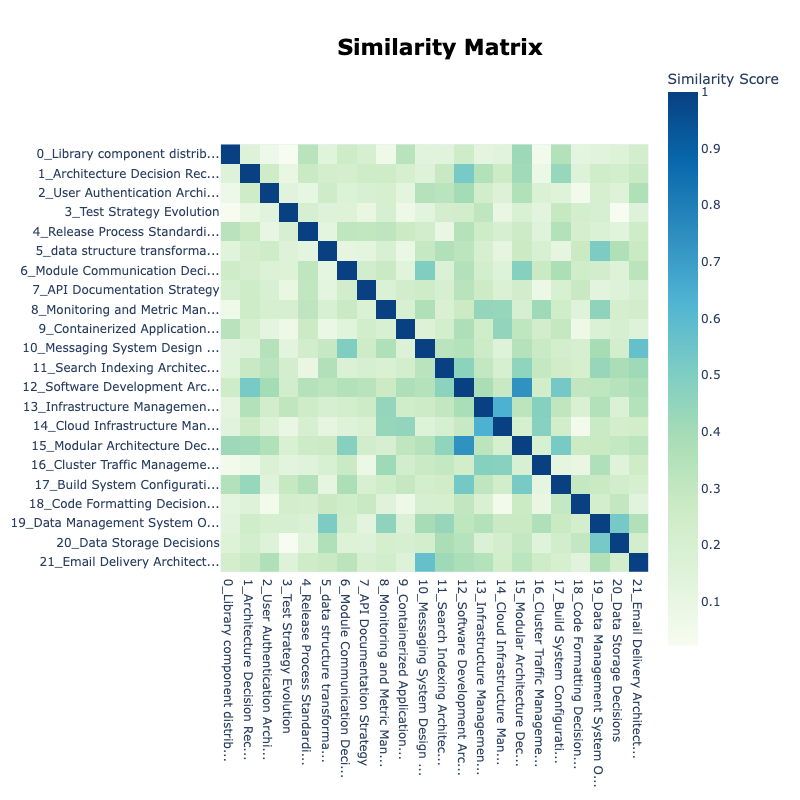 Similarity Matrix
Similarity Score
1
0.9
0.8
0.7
0.6
0.5
0.4
0.3
0.2
0.1
0_Library component distrib...
1_Architecture Decision Rec...
2_User Authentication Archi...
3_Test Strategy Evolution
4_Release Process Standardi...
5_data structure transforma...
6_Module Communication Deci...
7_API Documentation Strategy
8_Monitoring and Metric Man...
9_Containerized Application...
10_Messaging System Design ...
11_Search Indexing Architec...
12_Software Development Arc...
13_Infrastructure Managemen...
14_Cloud Infrastructure Man...
15_Modular Architecture Dec...
16_Cluster Traffic Manageme...
17_Build System Configurati...
18_Code Formatting Decision...
19_Data Management System O...
20_Data Storage Decisions
21_Email Delivery Architect...
0_Library component distrib...
1_Architecture Decision Rec...
2_User Authentication Archi...
3_Test Strategy Evolution
4_Release Process Standardi...
5_data structure transforma...
6_Module Communication Deci...
7_API Documentation Strategy
8_Monitoring and Metric Man...
9_Containerized Application...
10_Messaging System Design ...
11_Search Indexing Architec...
12_Software Development Arc...
13_Infrastructure Managemen...
14_Cloud Infrastructure Man...
15_Modular Architecture Dec...
16_Cluster Traffic Manageme...
17_Build System Configurati...
18_Code Formatting Decision...
19_Data Management System O...
20_Data Storage Decisions
21_Email Delivery Architect...